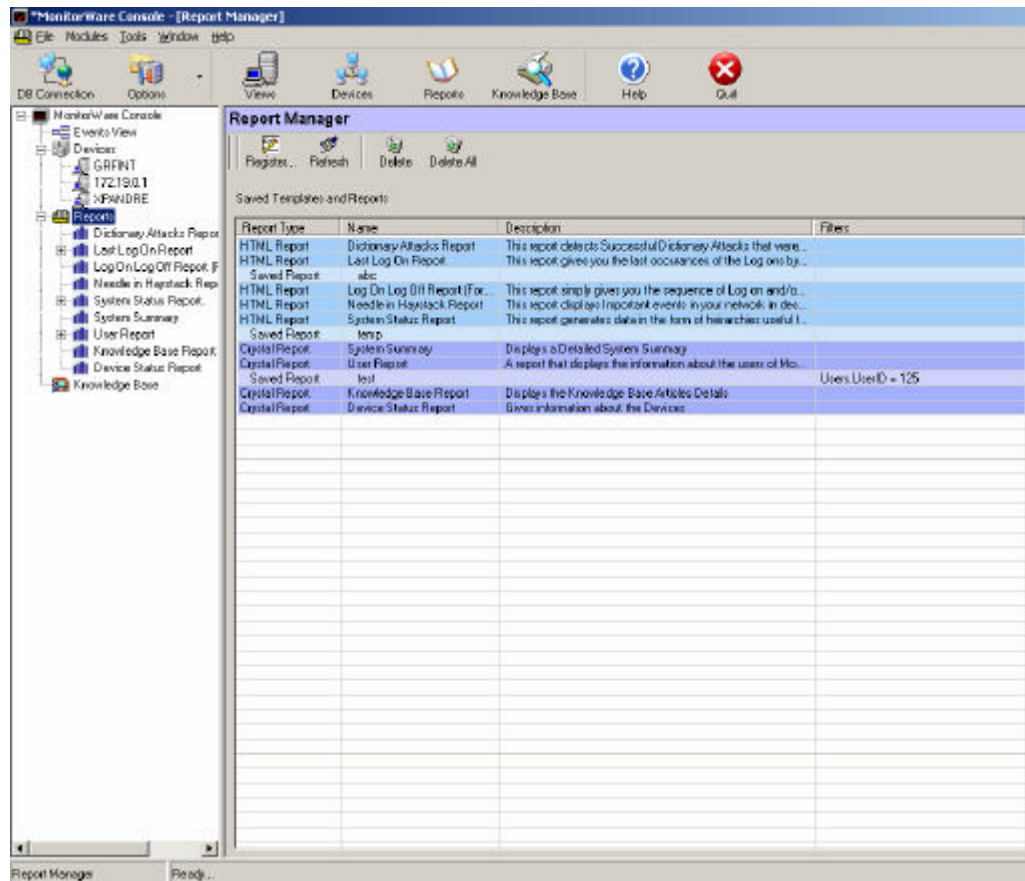 *MonitorWare Console - [Report Manager]
File Modules Tools Window Help
DB Connection Options Views Devices Reports Knowledge Base Help Quit
MonitorWare Console
Events View
Devices
GRFINT
172.19.0.1
XPANDRE
Reports
Dictionary Attacks Repor
Last Log On Report
Log On Log Off Report [F
Needle in Haystack Rep
System Status Report
System Summary
User Report
Knowledge Base Report
Device Status Report
Knowledge Base
Report Manager
Register... Refresh Delete Delete All
Saved Templates and Reports
Report Type Name Description Filters
HTML Report Dictionary Attacks Report This report detects Successful Dictionary Attacks that were...
HTML Report Last Log On Report This report gives you the last occurances of the Log ons by...
Saved Report abc
HTML Report Log On Log Off Report [For... This report simply gives you the sequence of Log on and/o...
HTML Report Needle in Haystack Report This report displays Important events in your network in dec...
HTML Report System Status Report This report generates data in the form of heirarchies useful t...
Saved Report temp
Crystal Report System Summary Displays a Detailed System Summary
Crystal Report User Report A report that displays the information about the users of Mo...
Saved Report test Users.UserID = 125
Crystal Report Knowledge Base Report Displays the Knowledge Base Articles Details
Crystal Report Device Status Report Gives information about the Devices
Report Manager Ready...